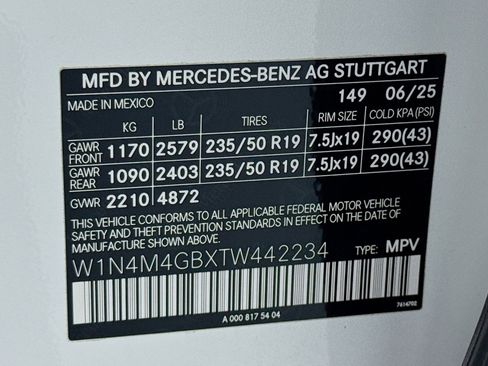 MFD BY MERCEDES-BENZ AG STUTTGART
MADE IN MEXICO 149 06/25
KG LB TIRES RIM SIZE COLD KPA (PSI)
GAWR FRONT 1170 2579 235/50 R19 7.5Jx19 290(43)
GAWR REAR 1090 2403 235/50 R19 7.5Jx19 290(43)
GVWR 2210 4872
THIS VEHICLE CONFORMS TO ALL APPLICABLE FEDERAL MOTOR VEHICLE
SAFETY AND THEFT PREVENTION STANDARDS IN EFFECT ON THE DATE OF
MANUFACTURE SHOWN ABOVE.
W1N4M4GBXTW442234 TYPE: MPV
A 000 817 54 04 7614702